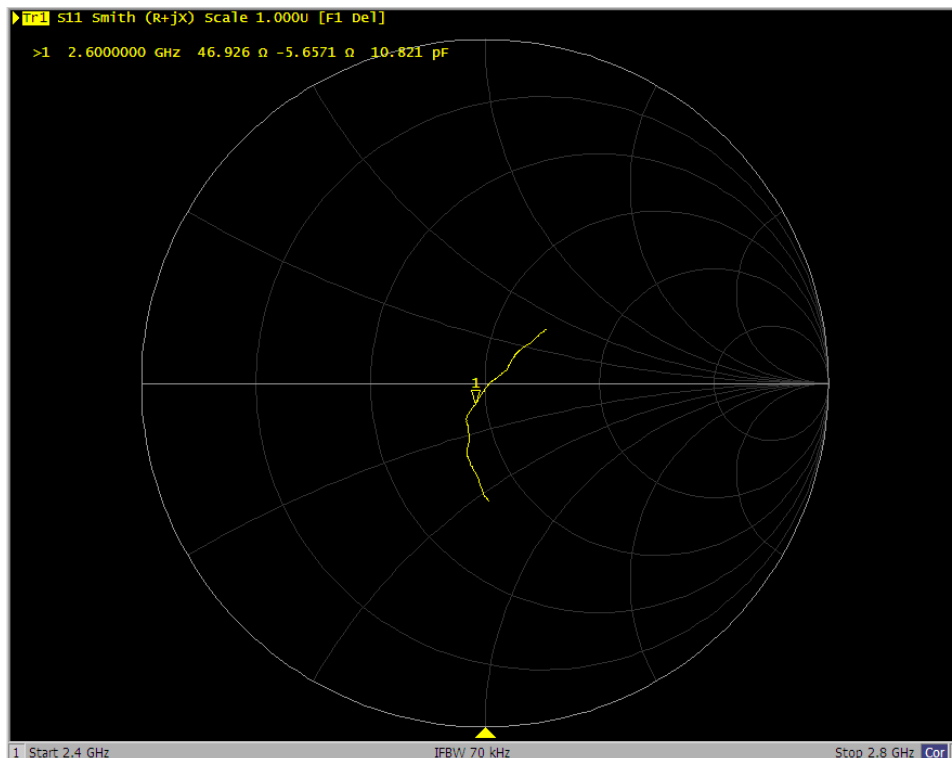 Tr1 S11 Smith (R+jX) Scale 1.000U [F1 Del]
>1 2.6000000 GHz 46.926 Ω -5.6571 Ω 10.821 pF
1
1 Start 2.4 GHz IFBW 70 kHz Stop 2.8 GHz Cor